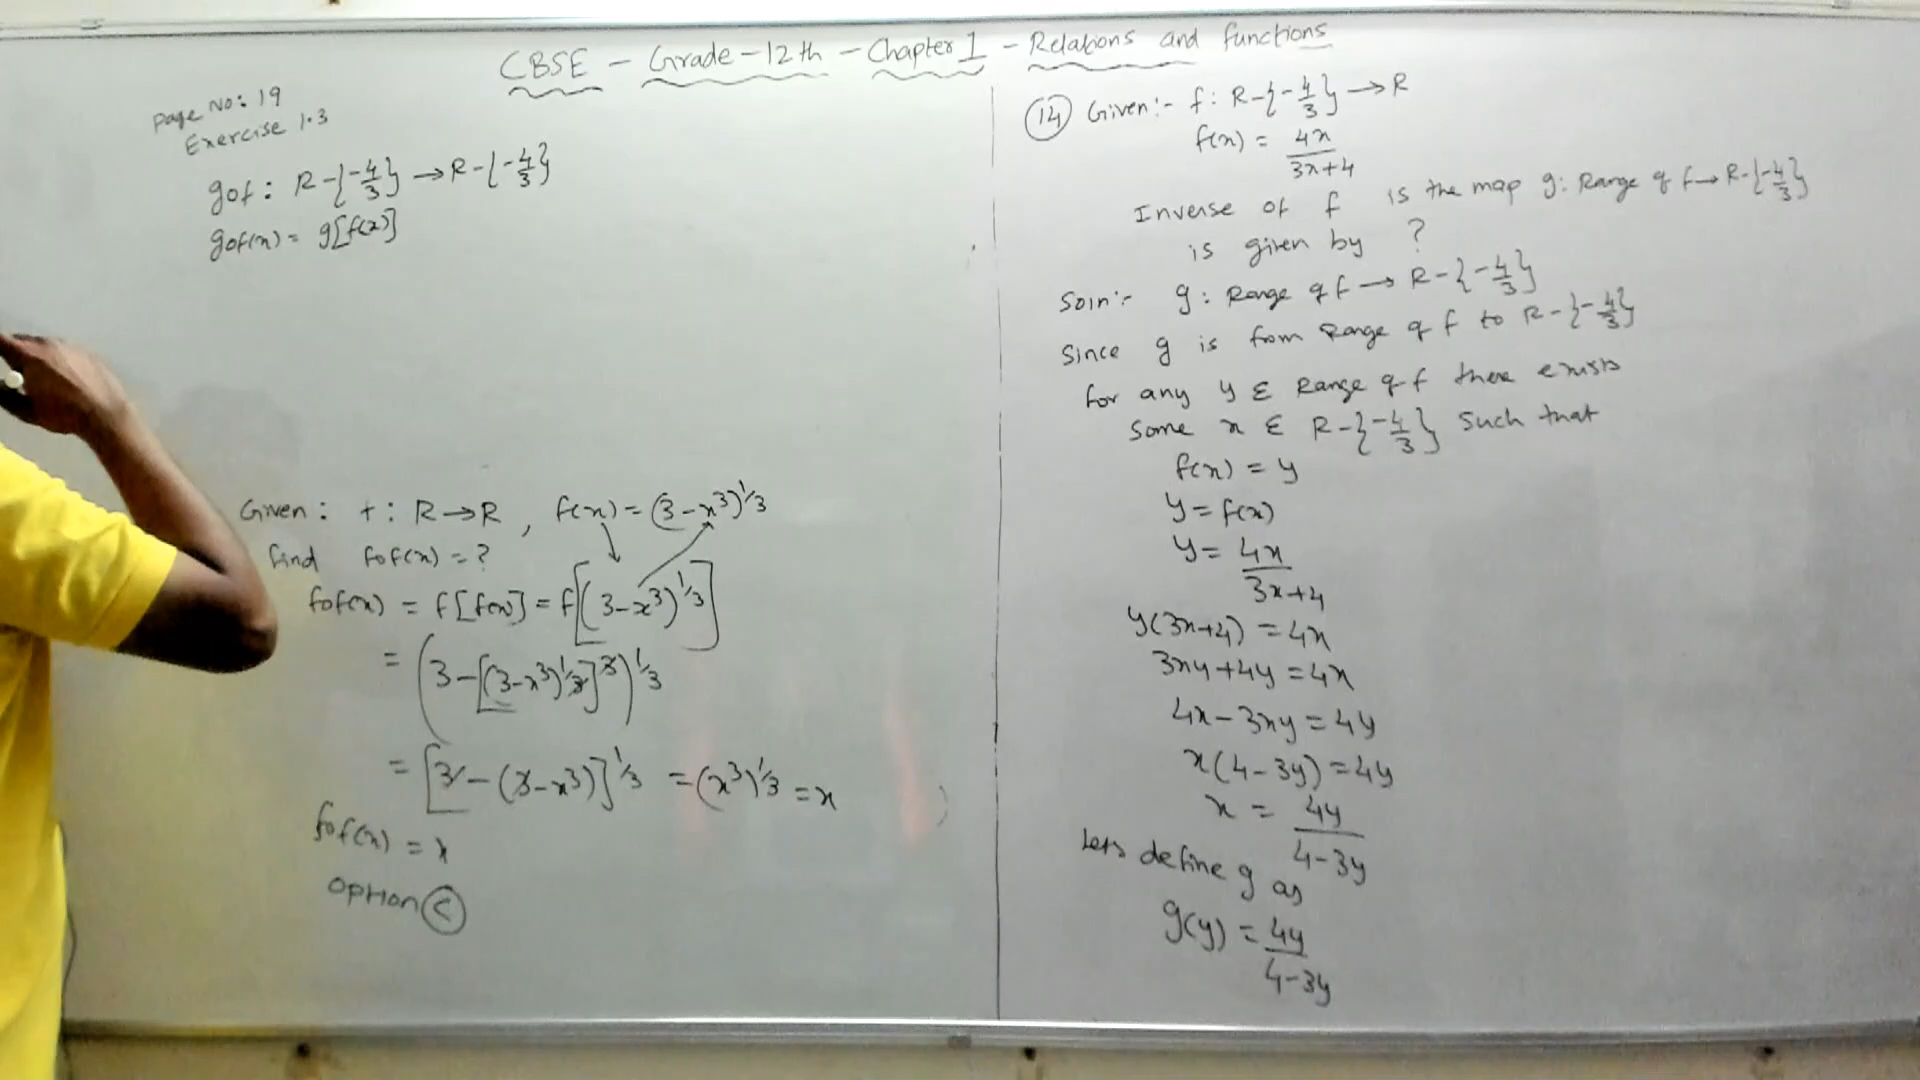 CBSE - Grade-12th - Chapter 1 - Relations and functions
Page No: 19
Exercise 1.3
gof : R-{-4/3} → R-{-4/3}
gof(x) = g[f(x)]
Given : f : R→R , f(x) = (3-x³)^1/3
find fof(x) = ?
fof(x) = f[f(x)] = f[(3-x³)^1/3]
= (3-[(3-x³)^1/3]³)^1/3
= [3-(3-x³)]^1/3 = (x³)^1/3 = x
fof(x) = x
option C
14 Given:- f : R-{-4/3} → R
f(x) = 4x/3x+4
Inverse of f is the map g: Range of f → R-{-4/3}
is given by ?
Soln:- g : Range of f → R-{-4/3}
Since g is from Range of f to R-{-4/3}
for any y ε Range of f there exists
Some x ε R-{-4/3} such that
f(x) = y
y = f(x)
y = 4x/3x+4
y(3x+4) = 4x
3xy+4y = 4x
4x-3xy = 4y
x(4-3y) = 4y
x = 4y/4-3y
Lets define g as
g(y) = 4y/4-3y